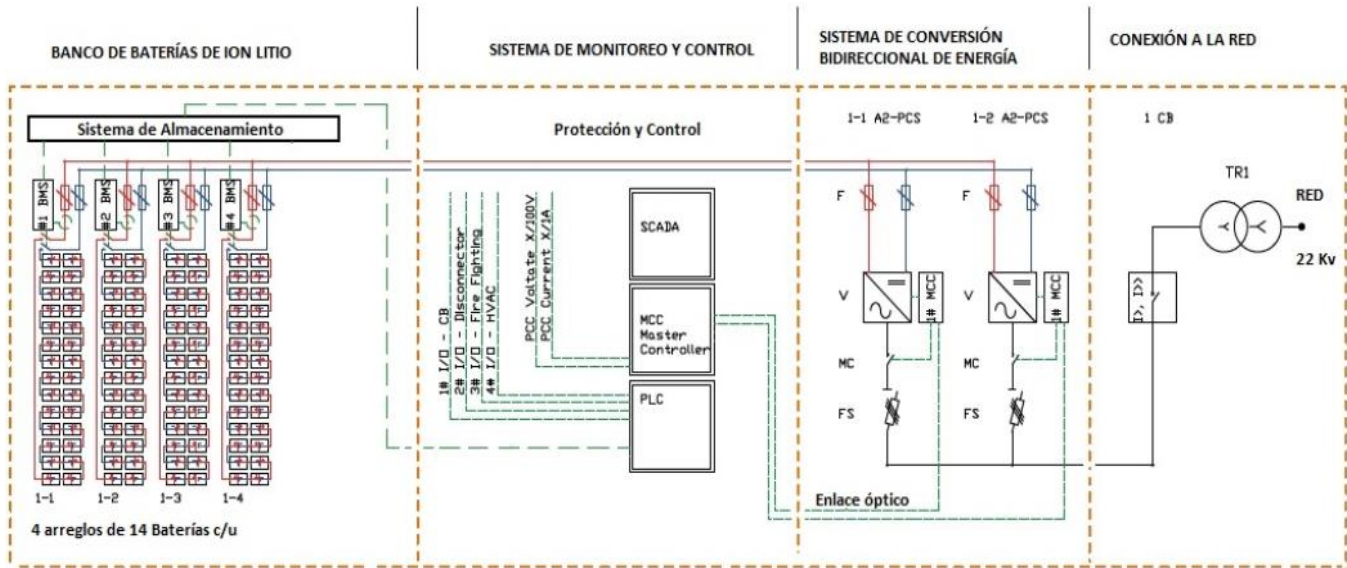 BANCO DE BATERÍAS DE ION LITIO
SISTEMA DE MONITOREO Y CONTROL
SISTEMA DE CONVERSIÓN
BIDIRECCIONAL DE ENERGÍA
CONEXIÓN A LA RED
Sistema de Almacenamiento
#1 BMS
#2 BMS
#3 BMS
#4 BMS
1-1
1-2
1-3
1-4
4 arreglos de 14 Baterías c/u
Protección y Control
1# I/O - CB
2# I/O - Disconnector
3# I/O - Fire Fighting
4# I/O - HVAC
PCC Voltate X/100V
PCC Current X/1A
SCADA
MCC
Master
Controller
PLC
Enlace óptico
1-1 A2-PCS
1-2 A2-PCS
F
F
V
1# MCC
V
1# MCC
MC
MC
FS
FS
1 CB
I>, I>>
TR1
RED
22 Kv